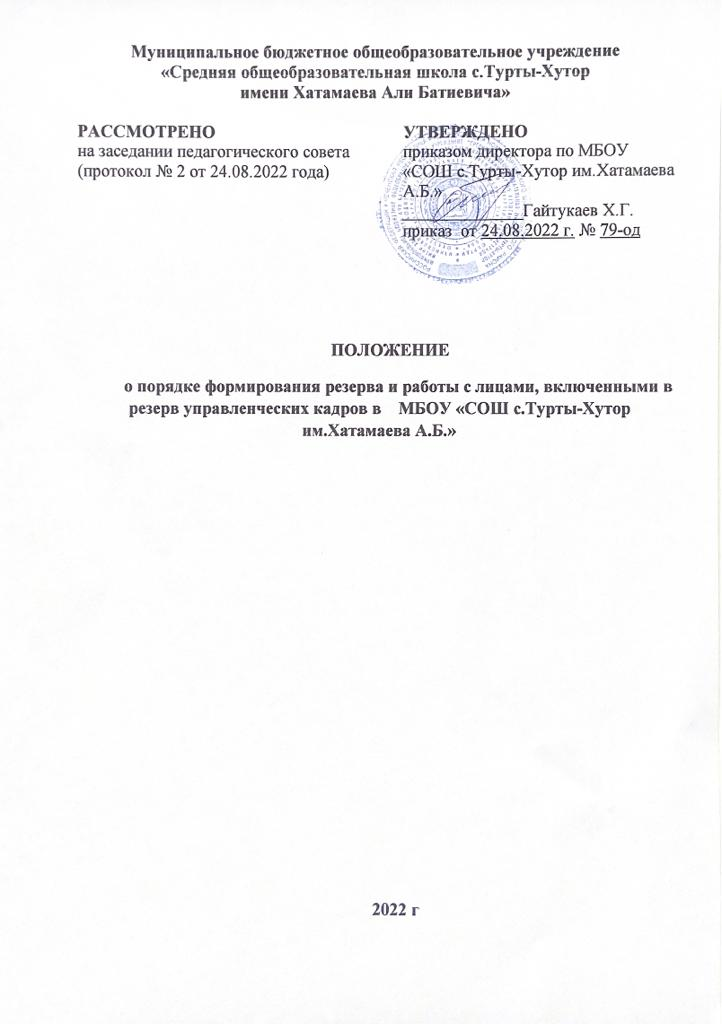 Муниципальное бюджетное общеобразовательное учреждение
«Средняя общеобразовательная школа с.Турты-Хутор
имени Хатамаева Али Батиевича»
РАССМОТРЕНО
на заседании педагогического совета
(протокол № 2 от 24.08.2022 года)
УТВЕРЖДЕНО
приказом директора по МБОУ
«СОШ с.Турты-Хутор им.Хатамаева
А.Б.»
Гайтукаев Х.Г.
приказ от 24.08.2022 г. № 79-од
ПОЛОЖЕНИЕ
о порядке формирования резерва и работы с лицами, включенными в
резерв управленческих кадров в МБОУ «СОШ с.Турты-Хутор
им.Хатамаева А.Б.»
2022 г